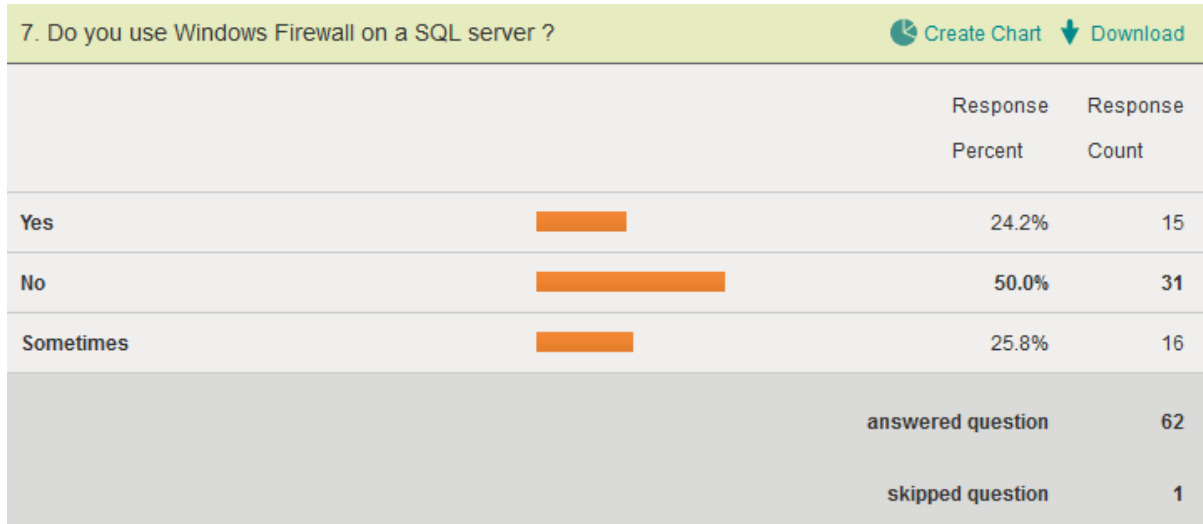 7. Do you use Windows Firewall on a SQL server ? Create Chart Download
Response Response
Percent Count
Yes 24.2% 15
No 50.0% 31
Sometimes 25.8% 16
answered question 62
skipped question 1